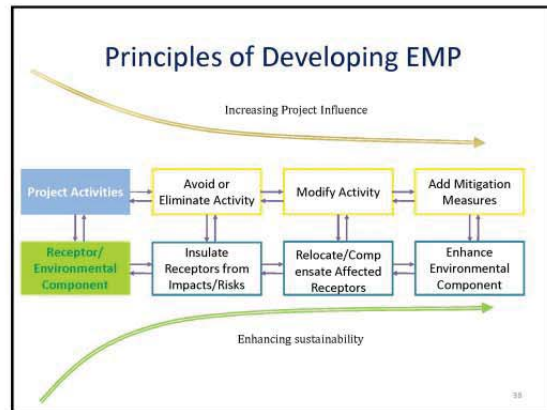 Principles of Developing EMP
Increasing Project Influence
Project Activities
Avoid or
Eliminate Activity
Modify Activity
Add Mitigation
Measures
Receptor/
Environmental
Component
Insulate
Receptors from
Impacts/Risks
Relocate/Comp
ensate Affected
Receptors
Enhance
Environmental
Component
Enhancing sustainability